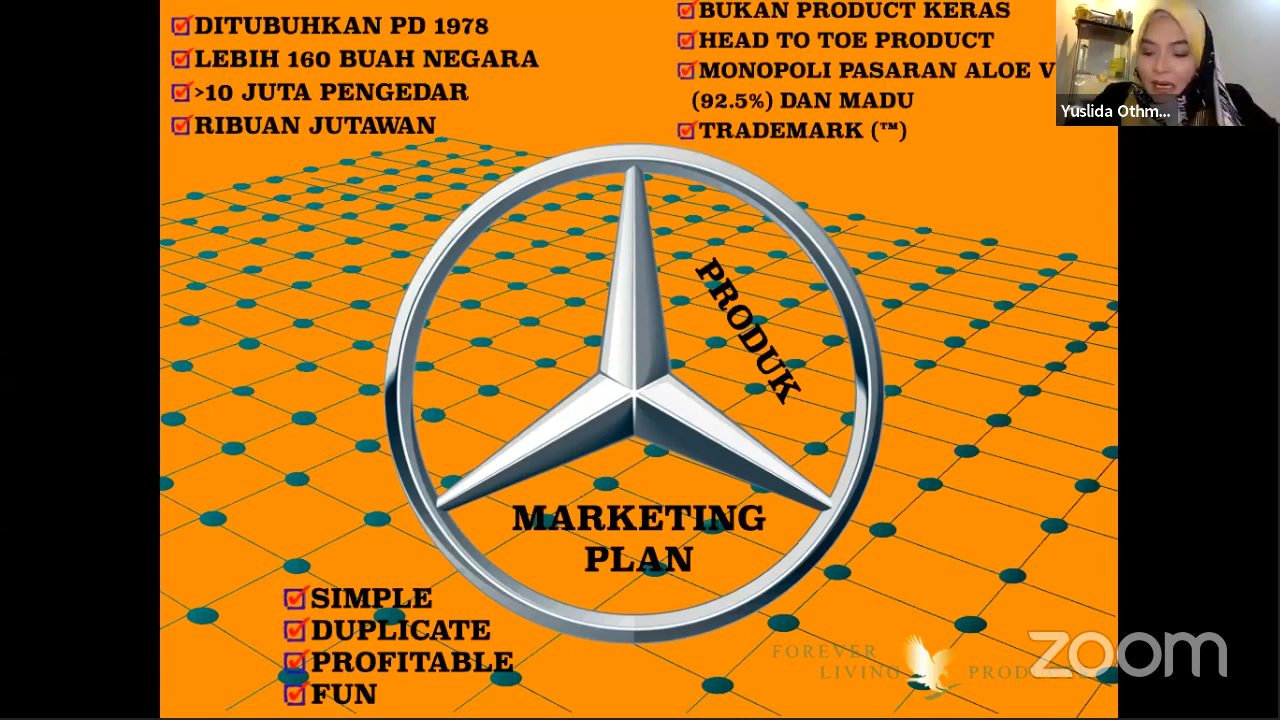 DITUBUHKAN PD 1978
LEBIH 160 BUAH NEGARA
>10 JUTA PENGEDAR
RIBUAN JUTAWAN
BUKAN PRODUCT KERAS
HEAD TO TOE PRODUCT
MONOPOLI PASARAN ALOE V
(92.5%) DAN MADU
TRADEMARK (™)
Yuslida Othm...
PRODUK
MARKETING
PLAN
SIMPLE
DUPLICATE
PROFITABLE
FUN
FOREVER
LIVING PRODU
zoom